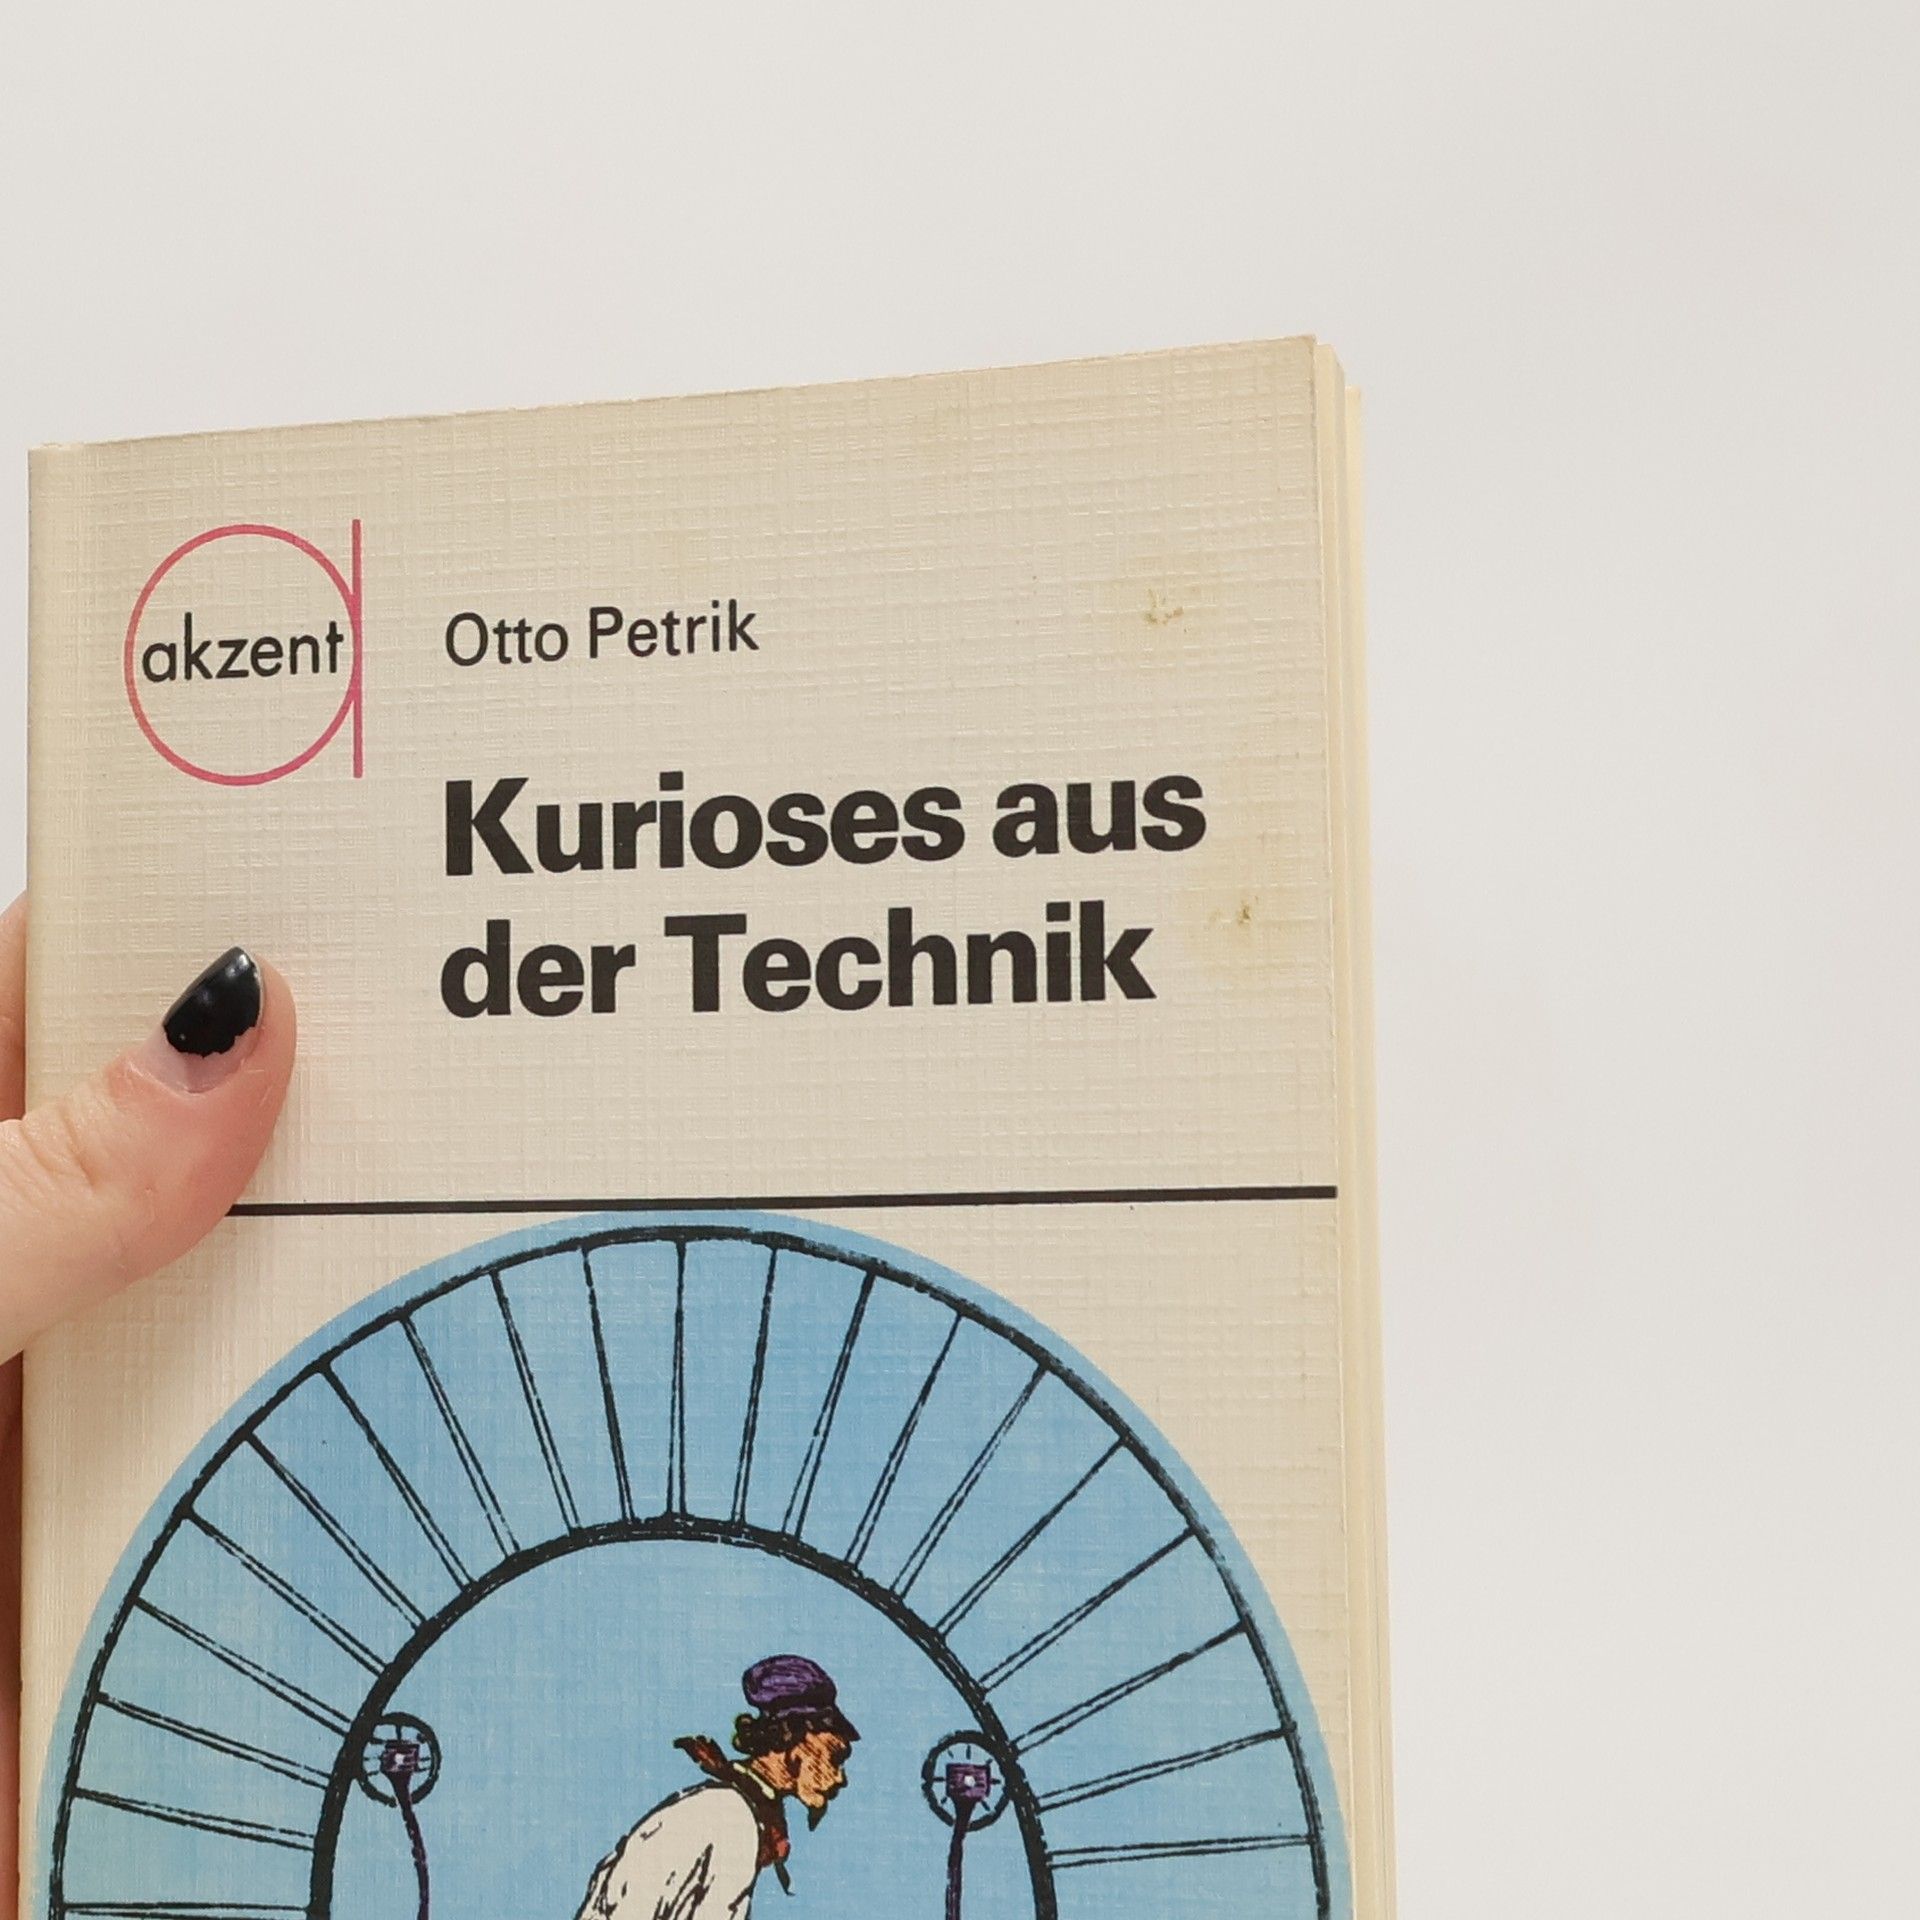 akzent
Otto Petrik
Kurioses aus
der Technik